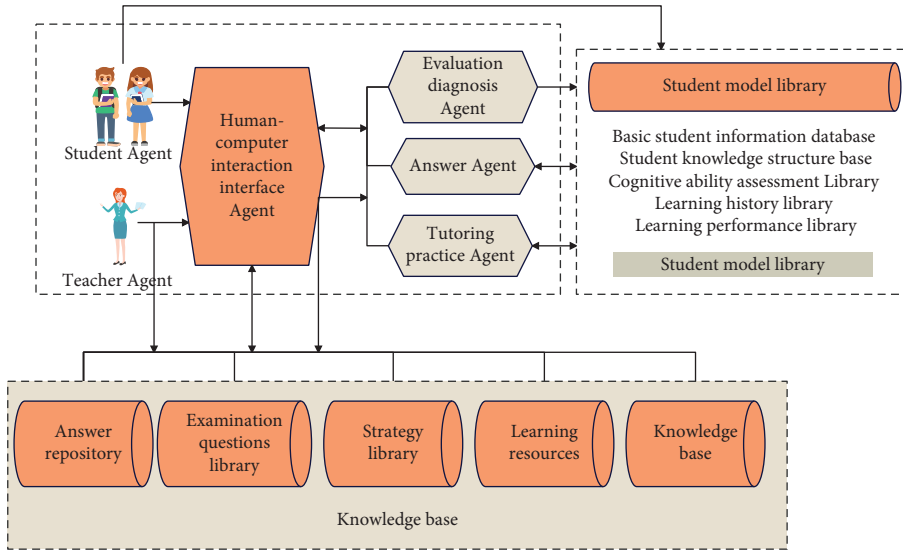 Student Agent
Teacher Agent
Human-
computer
interaction
interface
Agent
Evaluation
diagnosis
Agent
Answer Agent
Tutoring
practice Agent
Student model library
Basic student information database
Student knowledge structure base
Cognitive ability assessment Library
Learning history library
Learning performance library
Student model library
Answer
repository
Examination
questions
library
Strategy
library
Learning
resources
Knowledge
base
Knowledge base